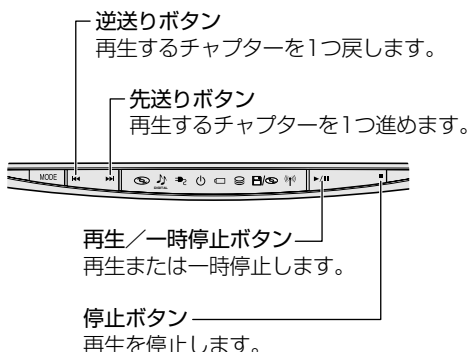 逆送りボタン
再生するチャプターを1つ戻します。
先送りボタン
再生するチャプターを1つ進めます。
MODE
DIGITAL
2
再生／一時停止ボタン
再生または一時停止します。
停止ボタン
再生を停止します。